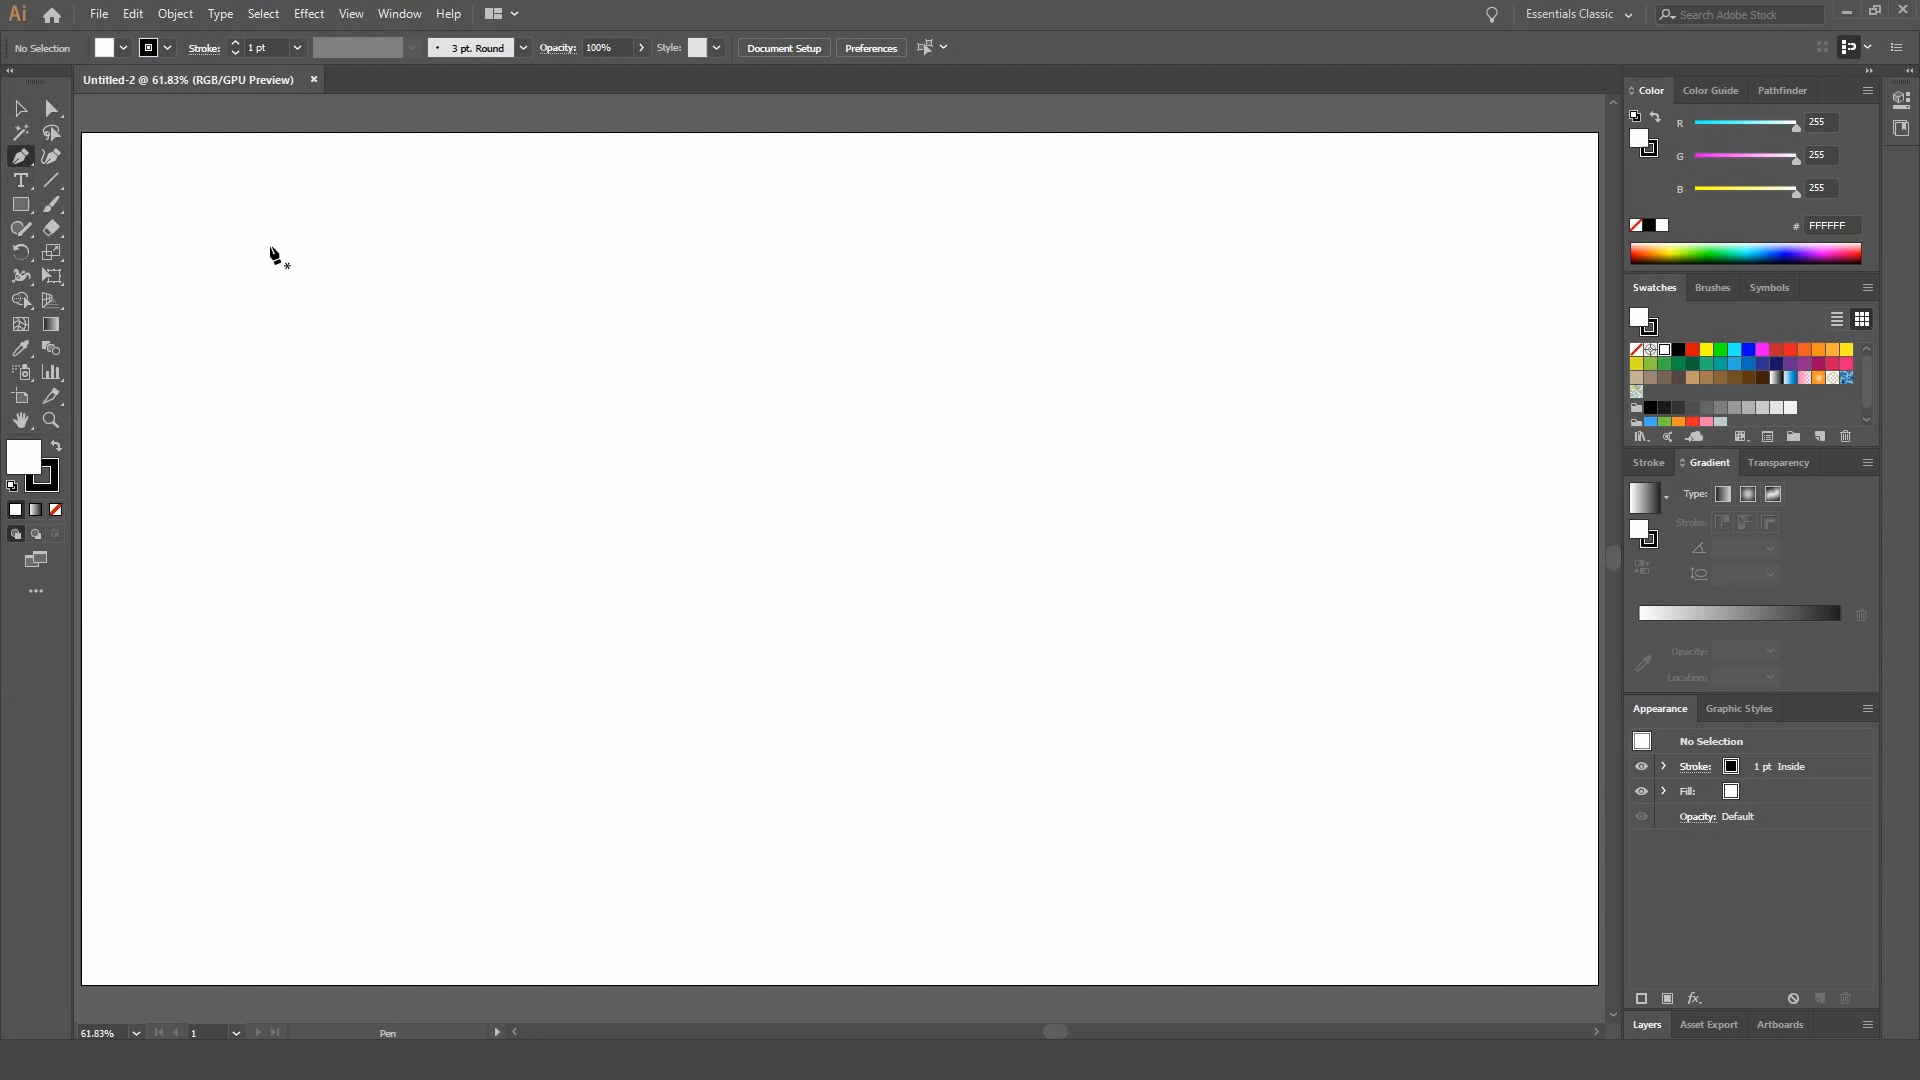 Ai File Edit Object Type Select Effect View Window Help Essentials Classic Search Adobe Stock
No Selection Stroke: 1 pt 3 pt. Round Opacity: 100% Style: Document Setup Preferences
Untitled-2 @ 61.83% (RGB/GPU Preview)
Color Color Guide Pathfinder
R 255
G 255
B 255
# FFFFFF
Swatches Brushes Symbols
Stroke Gradient Transparency
Type:
Stroke:
Opacity:
Location:
Appearance Graphic Styles
No Selection
Stroke: 1 pt Inside
Fill:
Opacity: Default
fx.
Layers Asset Export Artboards
61.83% 1 Pen